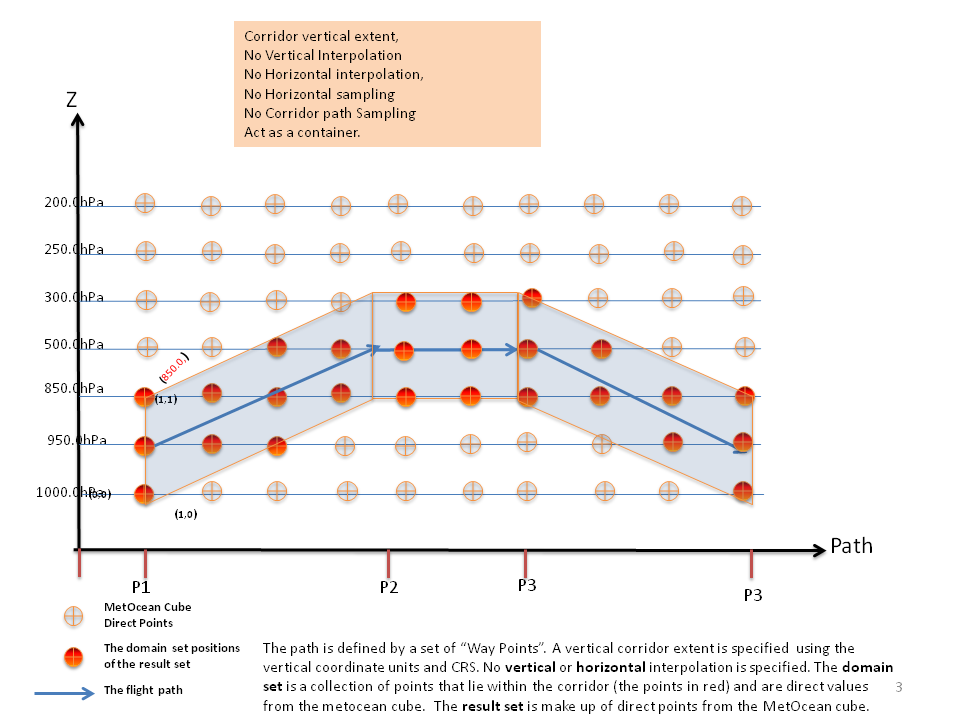 Corridor vertical extent,
No Vertical Interpolation
No Horizontal interpolation,
No Horizontal sampling
No Corridor path Sampling
Act as a container.
Z
200.0hPa
250.0hPa
300.0hPa
500.0hPa
(850.0,)
850.0hPa
(1,1)
950.0hPa
1000.0hPa
(0,0)
(1,0)
Path
P1
P2
P3
P3
MetOcean Cube
Direct Points
The domain set positions
of the result set
The flight path
The path is defined by a set of “Way Points”. A vertical corridor extent is specified using the
vertical coordinate units and CRS. No vertical or horizontal interpolation is specified. The domain
set is a collection of points that lie within the corridor (the points in red) and are direct values
from the metocean cube. The result set is make up of direct points from the MetOcean cube.
3